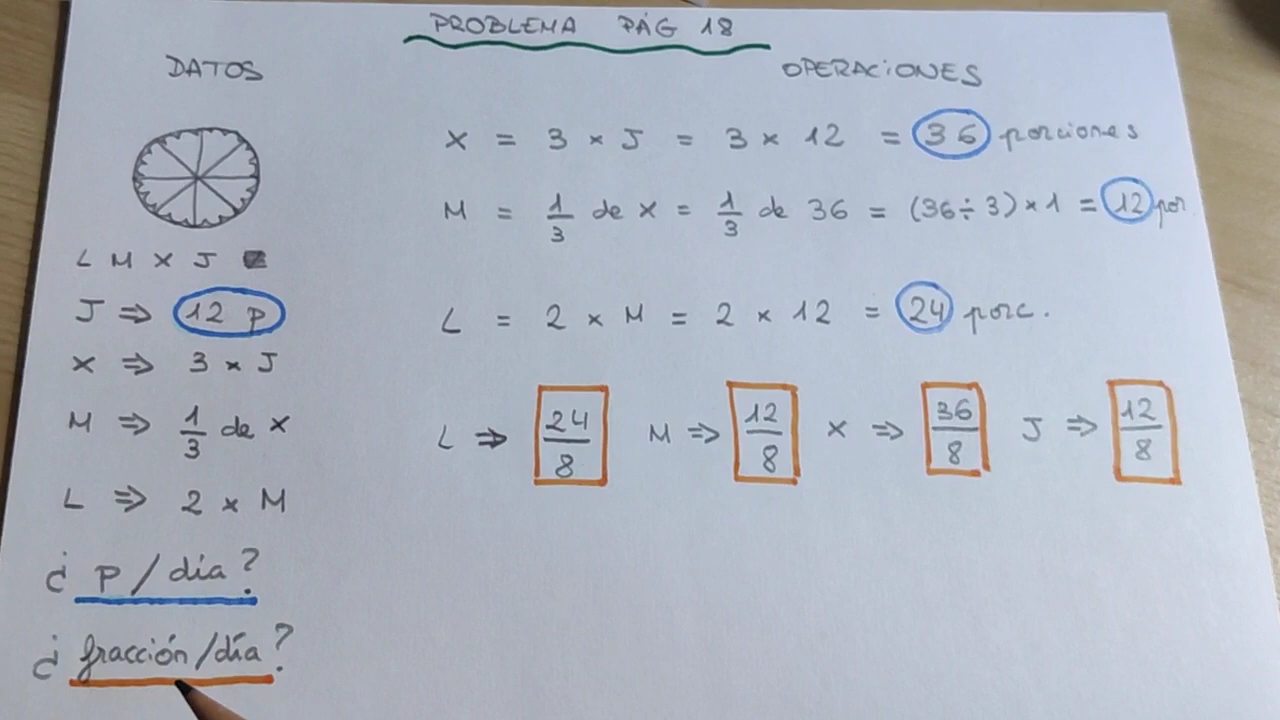 PROBLEMA PÁG 18
DATOS
L M X J
J ⇒ 12 p
X ⇒ 3 × J
M ⇒ 1/3 de X
L ⇒ 2 × M
¿ P / día ?
¿ fracción / día ?
OPERACIONES
X = 3 × J = 3 × 12 = 36 porciones
M = 1/3 de X = 1/3 de 36 = (36 ÷ 3) × 1 = 12 por
L = 2 × M = 2 × 12 = 24 porc.
L ⇒ 24/8 M ⇒ 12/8 X ⇒ 36/8 J ⇒ 12/8